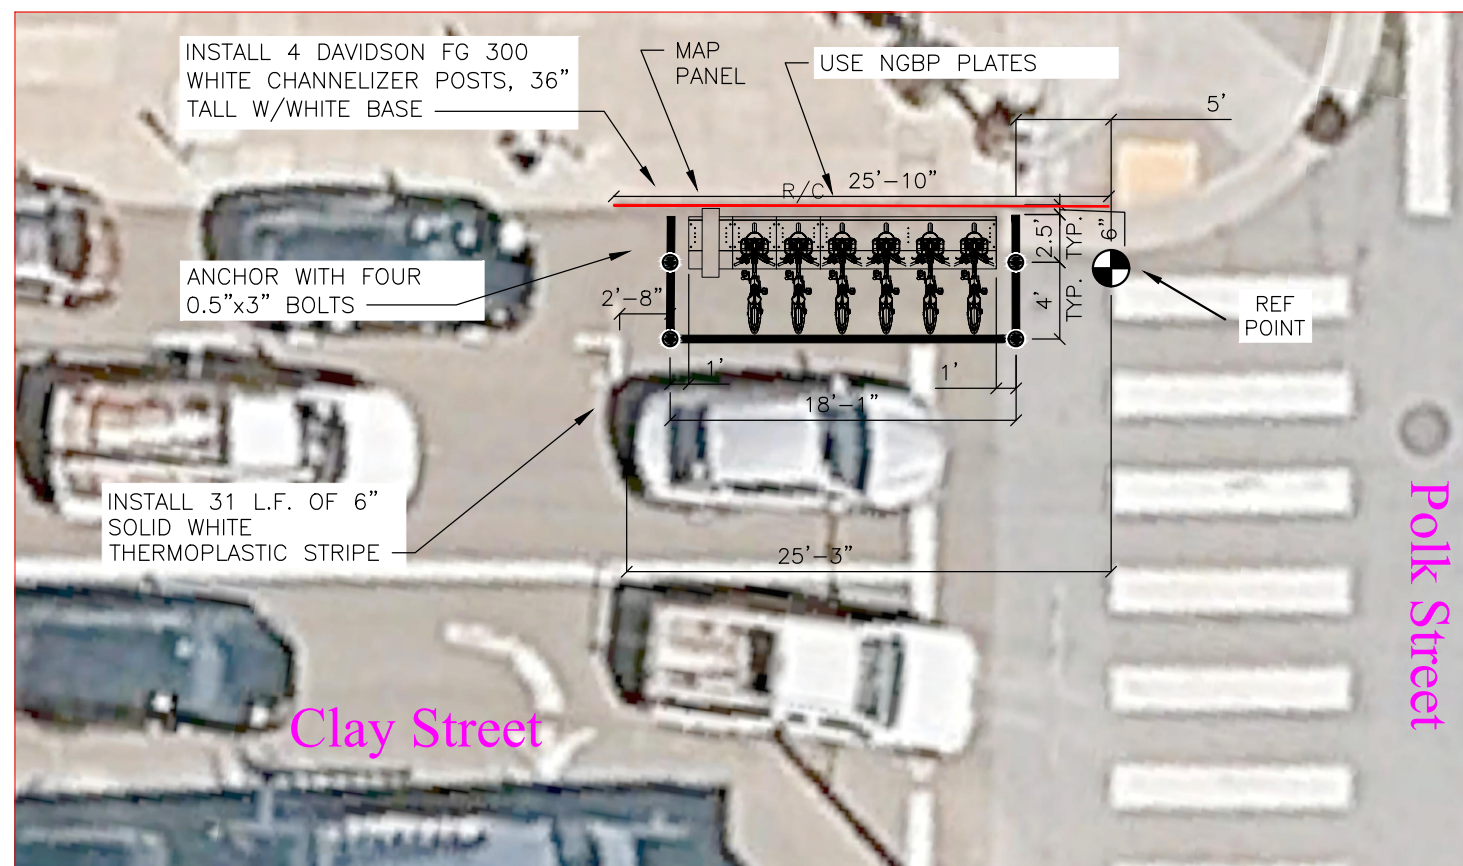 INSTALL 4 DAVIDSON FG 300
WHITE CHANNELIZER POSTS, 36”
TALL W/WHITE BASE
MAP
PANEL
USE NGBP PLATES
5'
R/C
25'-10"
2.5'
TYP.
6"
4'
TYP.
ANCHOR WITH FOUR
0.5”x3” BOLTS
2'-8"
REF
POINT
1'
1'
18'-1"
INSTALL 31 L.F. OF 6”
SOLID WHITE
THERMOPLASTIC STRIPE
25'-3"
Polk Street
Clay Street